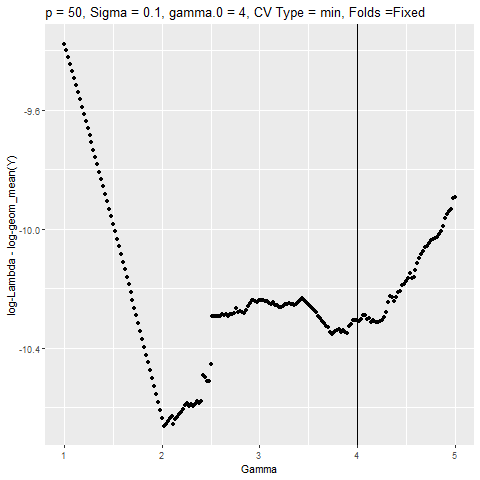 p = 50, Sigma = 0.1, gamma.0 = 4, CV Type = min, Folds =Fixed
log-Lambda - log-geom_mean(Y)
-9.6
-10.0
-10.4
1 2 3 4 5
Gamma